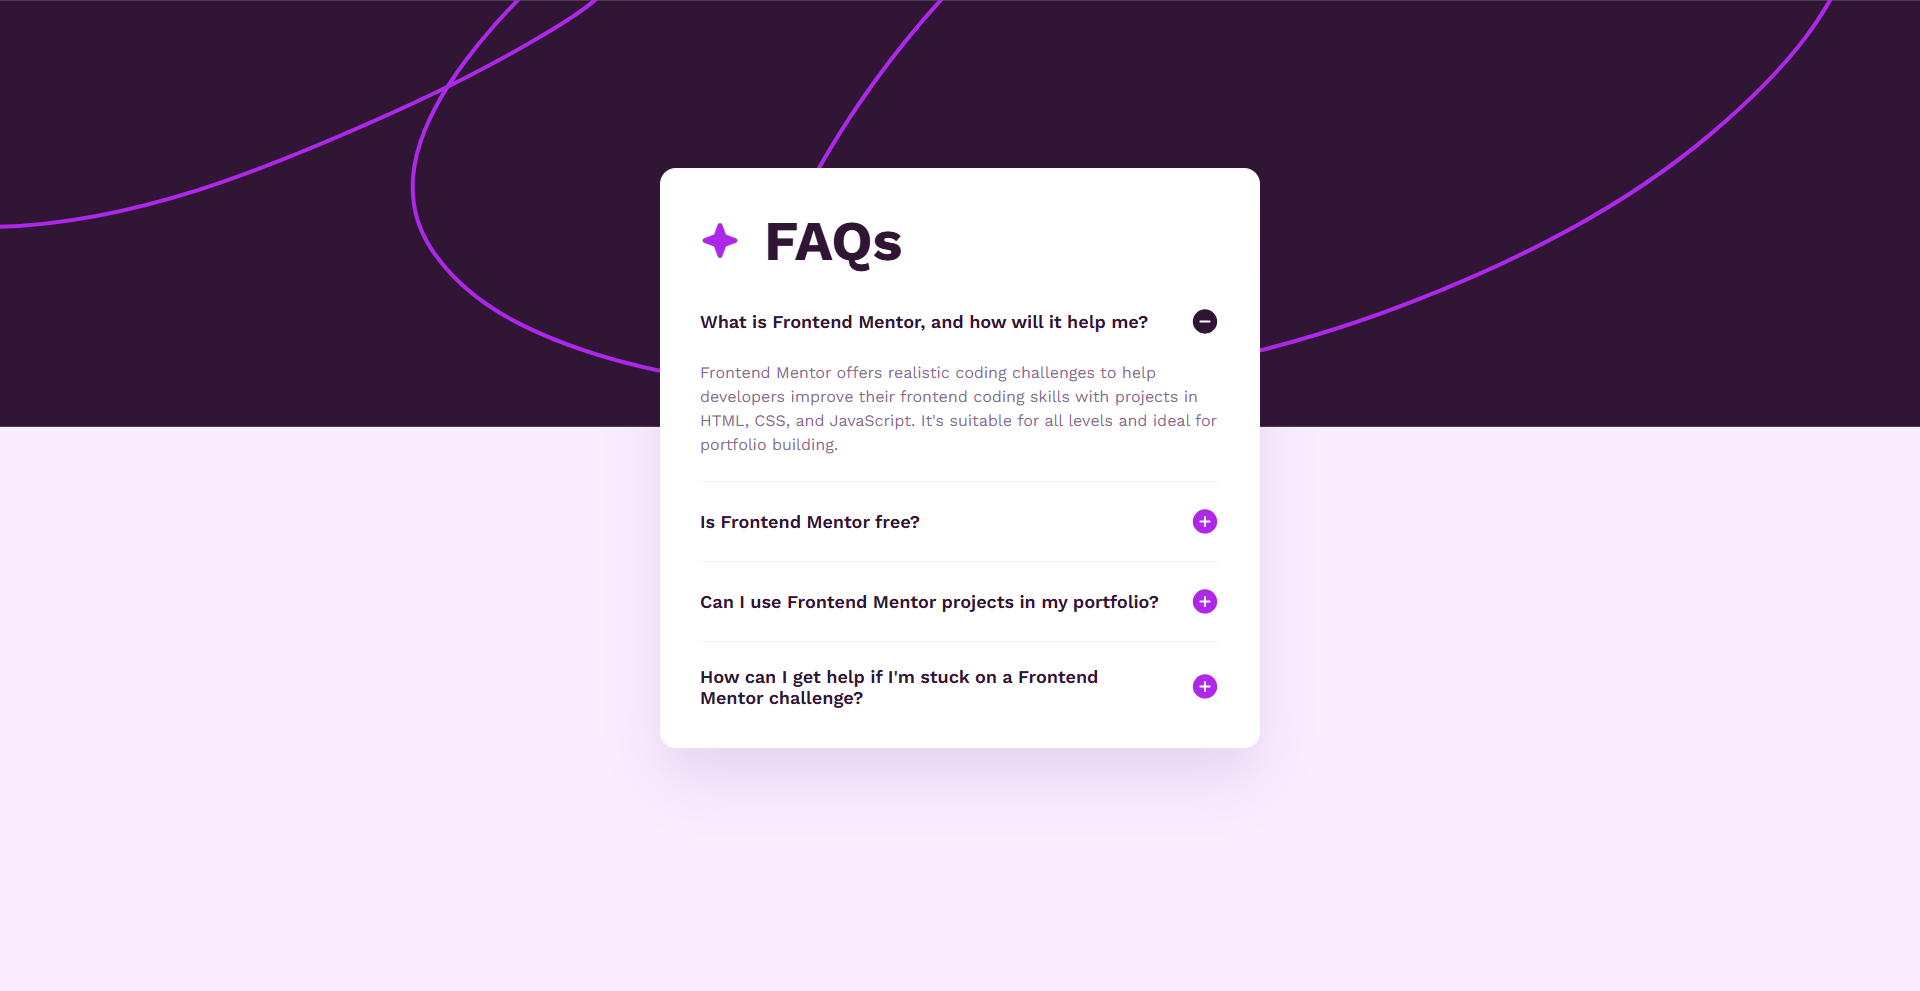 FAQs
What is Frontend Mentor, and how will it help me?
Frontend Mentor offers realistic coding challenges to help
developers improve their frontend coding skills with projects in
HTML, CSS, and JavaScript. It's suitable for all levels and ideal for
portfolio building.
Is Frontend Mentor free?
Can I use Frontend Mentor projects in my portfolio?
How can I get help if I'm stuck on a Frontend
Mentor challenge?